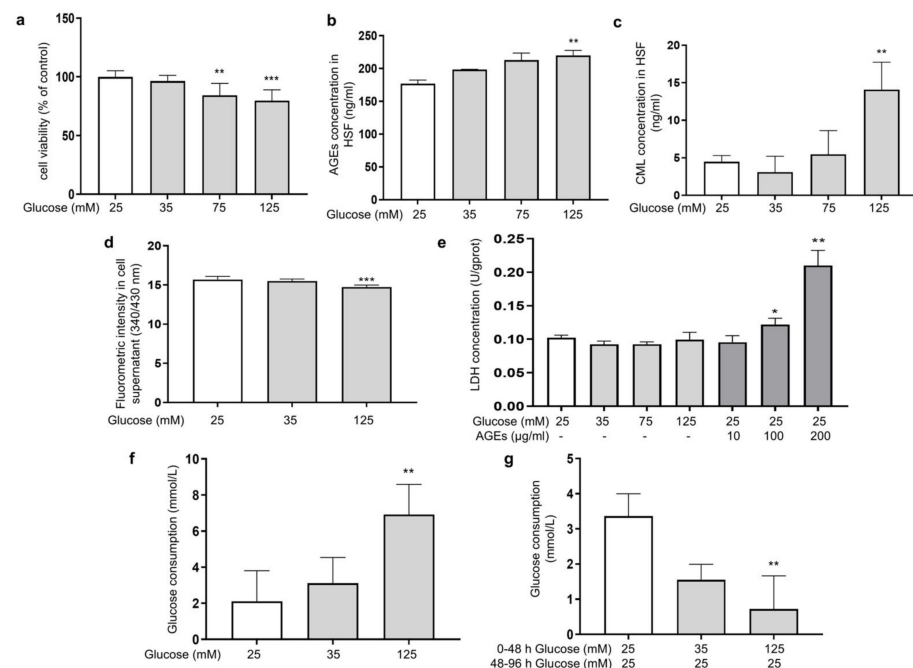 a
cell viability (% of control)
150
100
50
0
** ***
Glucose (mM) 25 35 75 125
b
AGEs concentration in
HSF (ng/ml)
250
200
150
100
50
0
**
Glucose (mM) 25 35 75 125
c
CML concentration in HSF
(ng/ml)
20
15
10
5
0
**
Glucose (mM) 25 35 75 125
d
Fluorometric intensity in cell
supernatant (340/430 nm)
20
15
10
5
0
***
Glucose (mM) 25 35 125
e
LDH concentration (U/gprot)
0.25
0.20
0.15
0.10
0.05
0.00
* **
Glucose (mM) 25 35 75 125 25 25 25
AGEs (µg/ml) - - - - 10 100 200
f
Glucose consumption (mmol/L)
10
8
6
4
2
0
**
Glucose (mM) 25 35 125
g
Glucose consumption
(mmol/L)
5
4
3
2
1
0
**
0-48 h Glucose (mM) 25 35 125
48-96 h Glucose (mM) 25 25 25